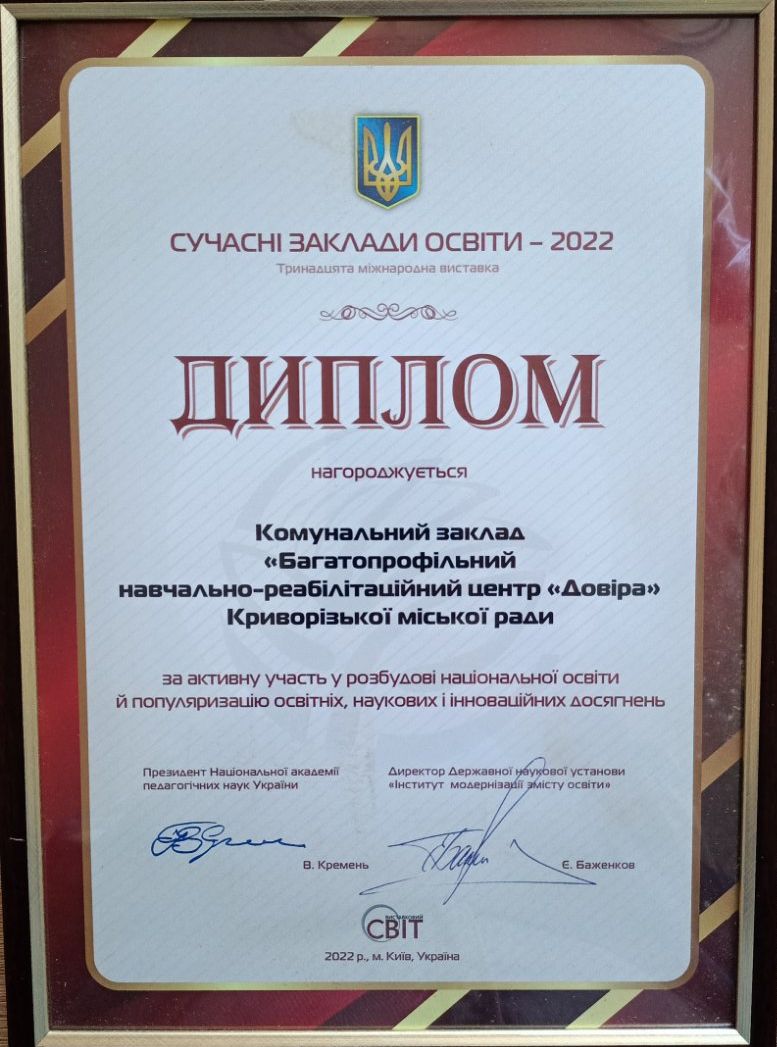 СУЧАСНІ ЗАКЛАДИ ОСВІТИ – 2022
Тринадцята міжнародна виставка
ДИПЛОМ
нагороджується
Комунальний заклад
«Багатопрофільний
навчально-реабілітаційний центр «Довіра»
Криворізької міської ради
за активну участь у розбудові національної освіти
й популяризацію освітніх, наукових і інноваційних досягнень
Президент Національної академії
педагогічних наук України
В. Кремень
Директор Державної наукової установи
«Інститут модернізації змісту освіти»
Є. Баженков
ВИСТАВКОВИЙ
СВІТ
2022 р., м. Київ, Україна